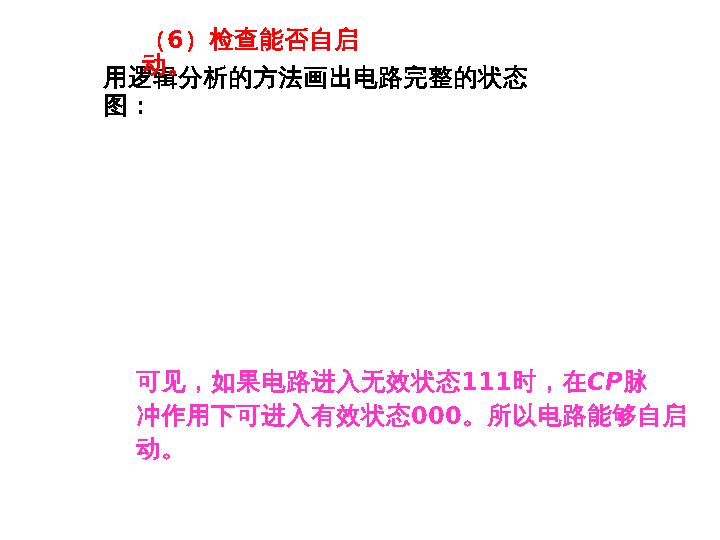 （6）检查能否自启
动。
用逻辑分析的方法画出电路完整的状态
图：
可见，如果电路进入无效状态111时，在CP脉
冲作用下可进入有效状态000。所以电路能够自启
动。